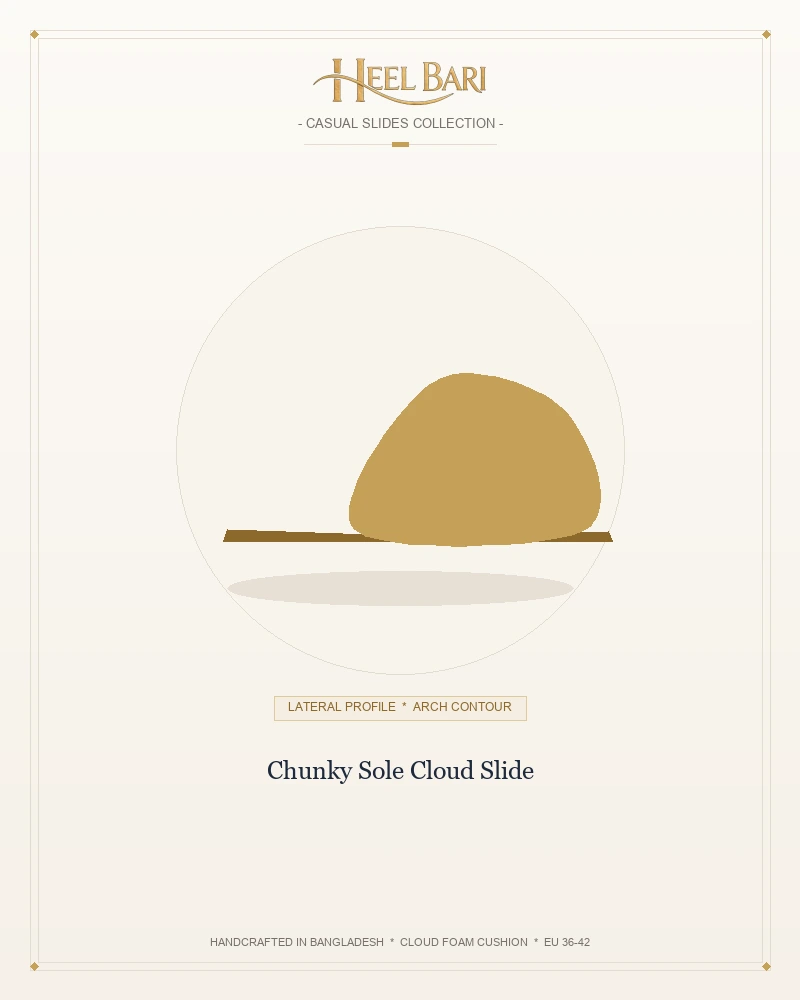 HEEL BARI
- CASUAL SLIDES COLLECTION -
LATERAL PROFILE * ARCH CONTOUR
Chunky Sole Cloud Slide
HANDCRAFTED IN BANGLADESH * CLOUD FOAM CUSHION * EU 36-42